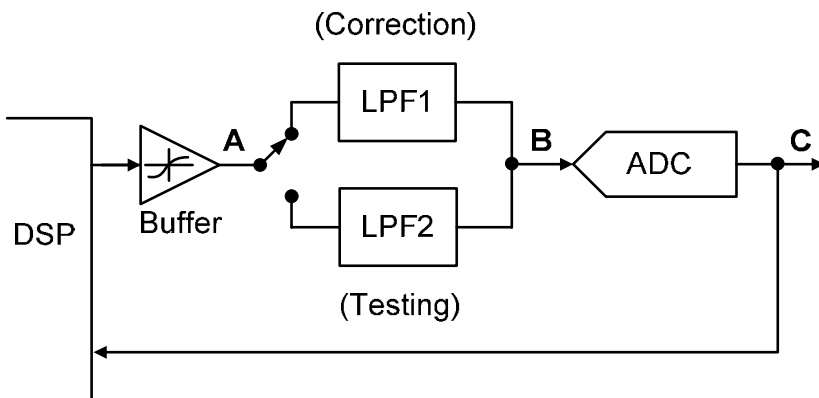 (Correction)
LPF1
A
B
ADC
C
Buffer
DSP
LPF2
(Testing)